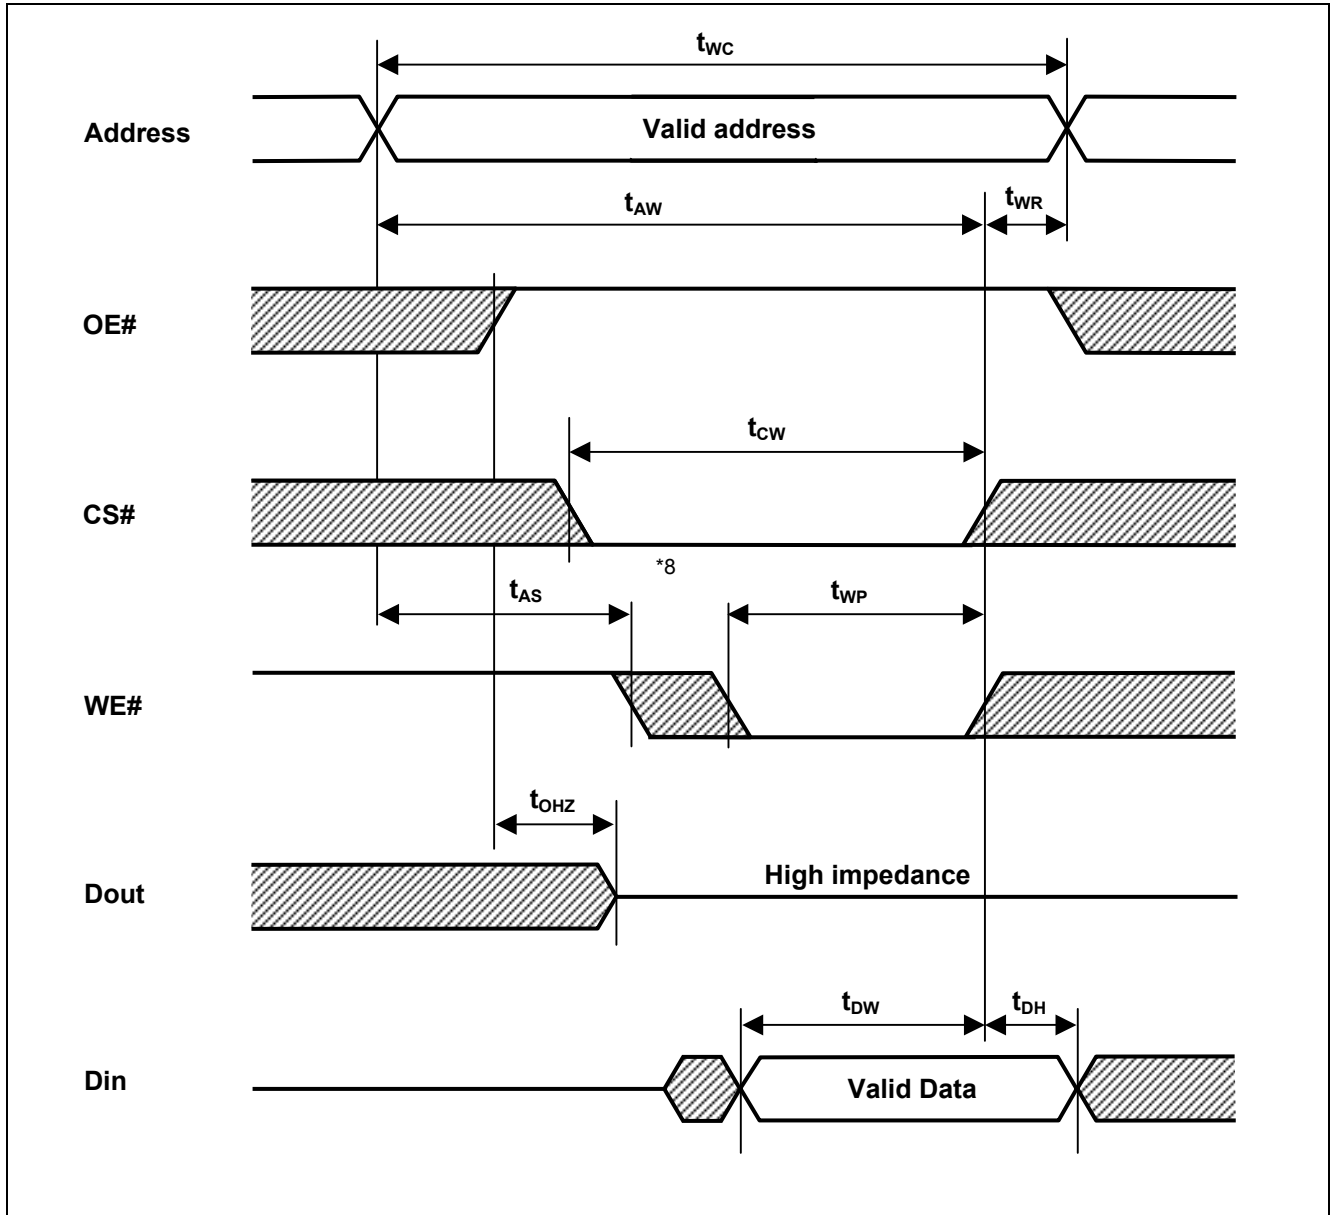 tWC
Address
Valid address
tAW
tWR
OE#
tCW
CS#
*8
tAS
tWP
WE#
tOHZ
Dout
High impedance
tDW
tDH
Din
Valid Data